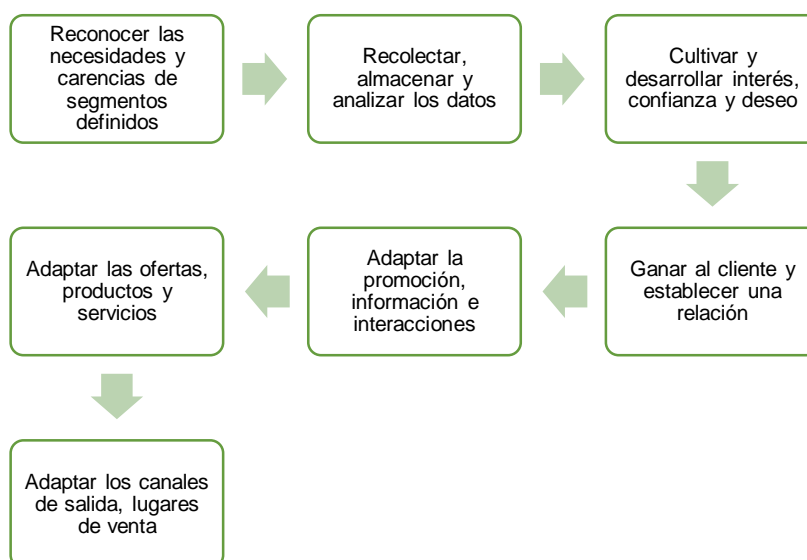 Reconocer las
necesidades y
carencias de
segmentos
definidos
Recolectar,
almacenar y
analizar los datos
Cultivar y
desarrollar interés,
confianza y deseo
Ganar al cliente y
establecer una
relación
Adaptar la
promoción,
información e
interacciones
Adaptar las ofertas,
productos y
servicios
Adaptar los canales
de salida, lugares
de venta